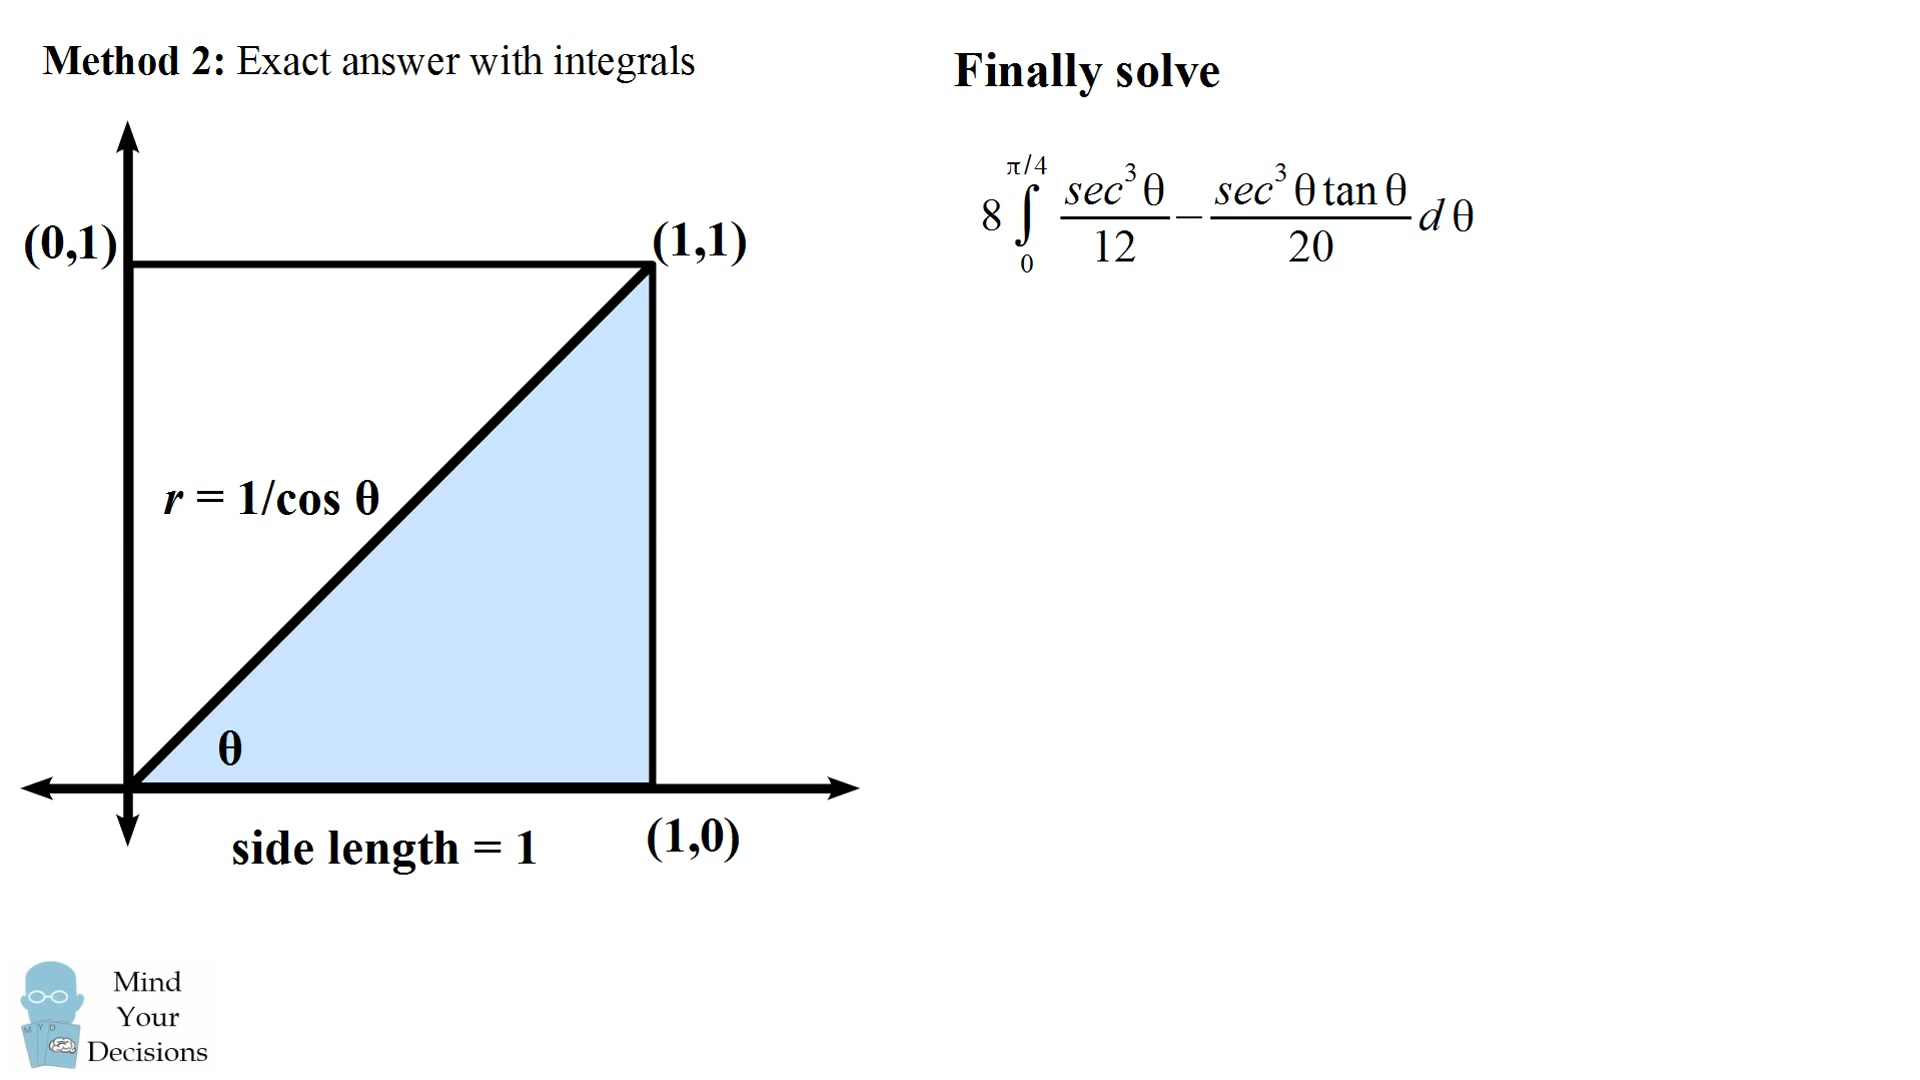 Method 2: Exact answer with integrals
Finally solve
π/4
8 ∫ sec³θ/12 − sec³θ tan θ/20 dθ
0
(0,1)
(1,1)
r = 1/cos θ
θ
side length = 1
(1,0)
Mind
Your
Decisions
M Y D